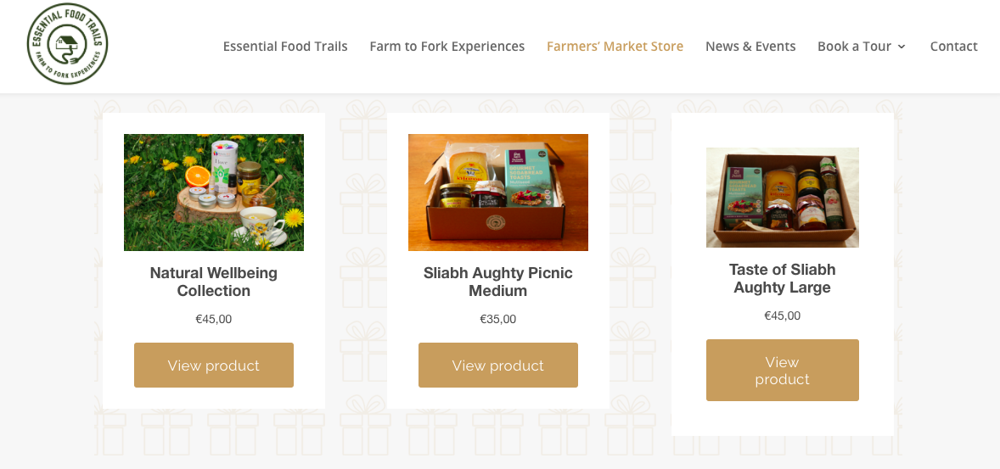 ESSENTIAL FOOD TRAILS
FARM TO FORK EXPERIENCES
Essential Food Trails
Farm to Fork Experiences
Farmers’ Market Store
News & Events
Book a Tour
Contact
GOURMET
TOASTS
Natural Wellbeing
Collection
€45,00
View product
Sliabh Aughty Picnic
Medium
€35,00
View product
Taste of Sliabh
Aughty Large
€45,00
View
product